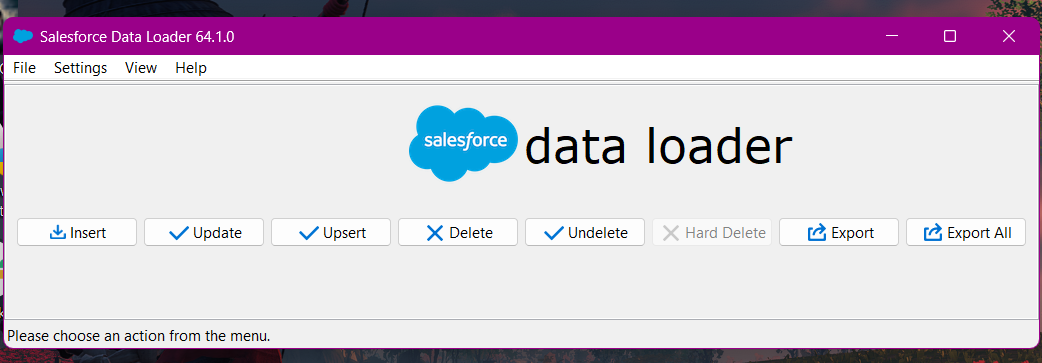 Salesforce Data Loader 64.1.0
File Settings View Help
salesforce data loader
Insert Update Upsert Delete Undelete Hard Delete Export Export All
Please choose an action from the menu.